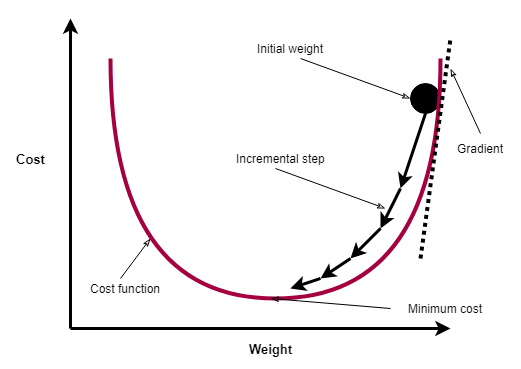 Initial weight
Gradient
Cost
Incremental step
Cost function
Minimum cost
Weight